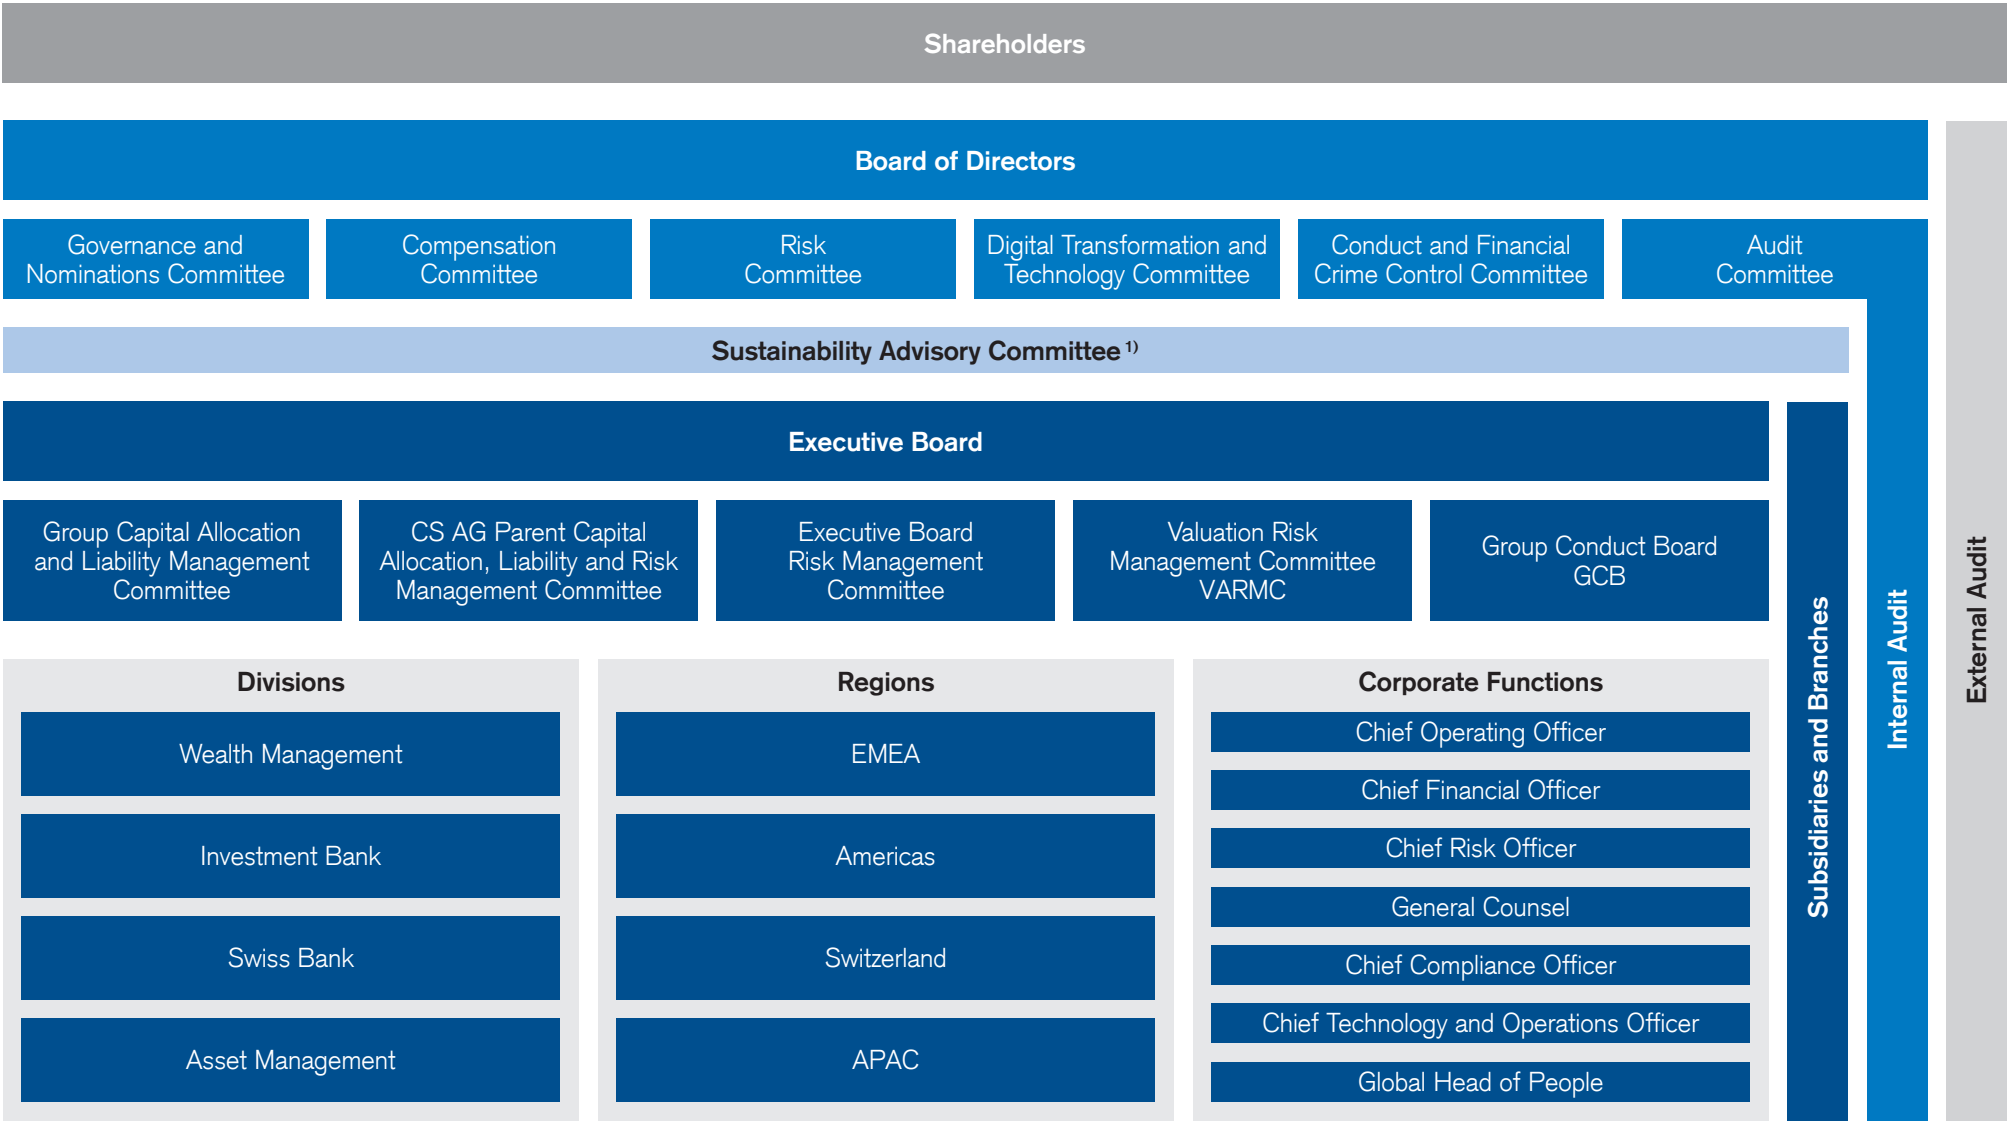 Shareholders
Board of Directors
Governance and
Nominations Committee
Compensation
Committee
Risk
Committee
Digital Transformation and
Technology Committee
Conduct and Financial
Crime Control Committee
Audit
Committee
Sustainability Advisory Committee 1)
Executive Board
Group Capital Allocation
and Liability Management
Committee
CS AG Parent Capital
Allocation, Liability and Risk
Management Committee
Executive Board
Risk Management
Committee
Valuation Risk
Management Committee
VARMC
Group Conduct Board
GCB
Divisions
Wealth Management
Investment Bank
Swiss Bank
Asset Management
Regions
EMEA
Americas
Switzerland
APAC
Corporate Functions
Chief Operating Officer
Chief Financial Officer
Chief Risk Officer
General Counsel
Chief Compliance Officer
Chief Technology and Operations Officer
Global Head of People
Subsidiaries and Branches
Internal Audit
External Audit